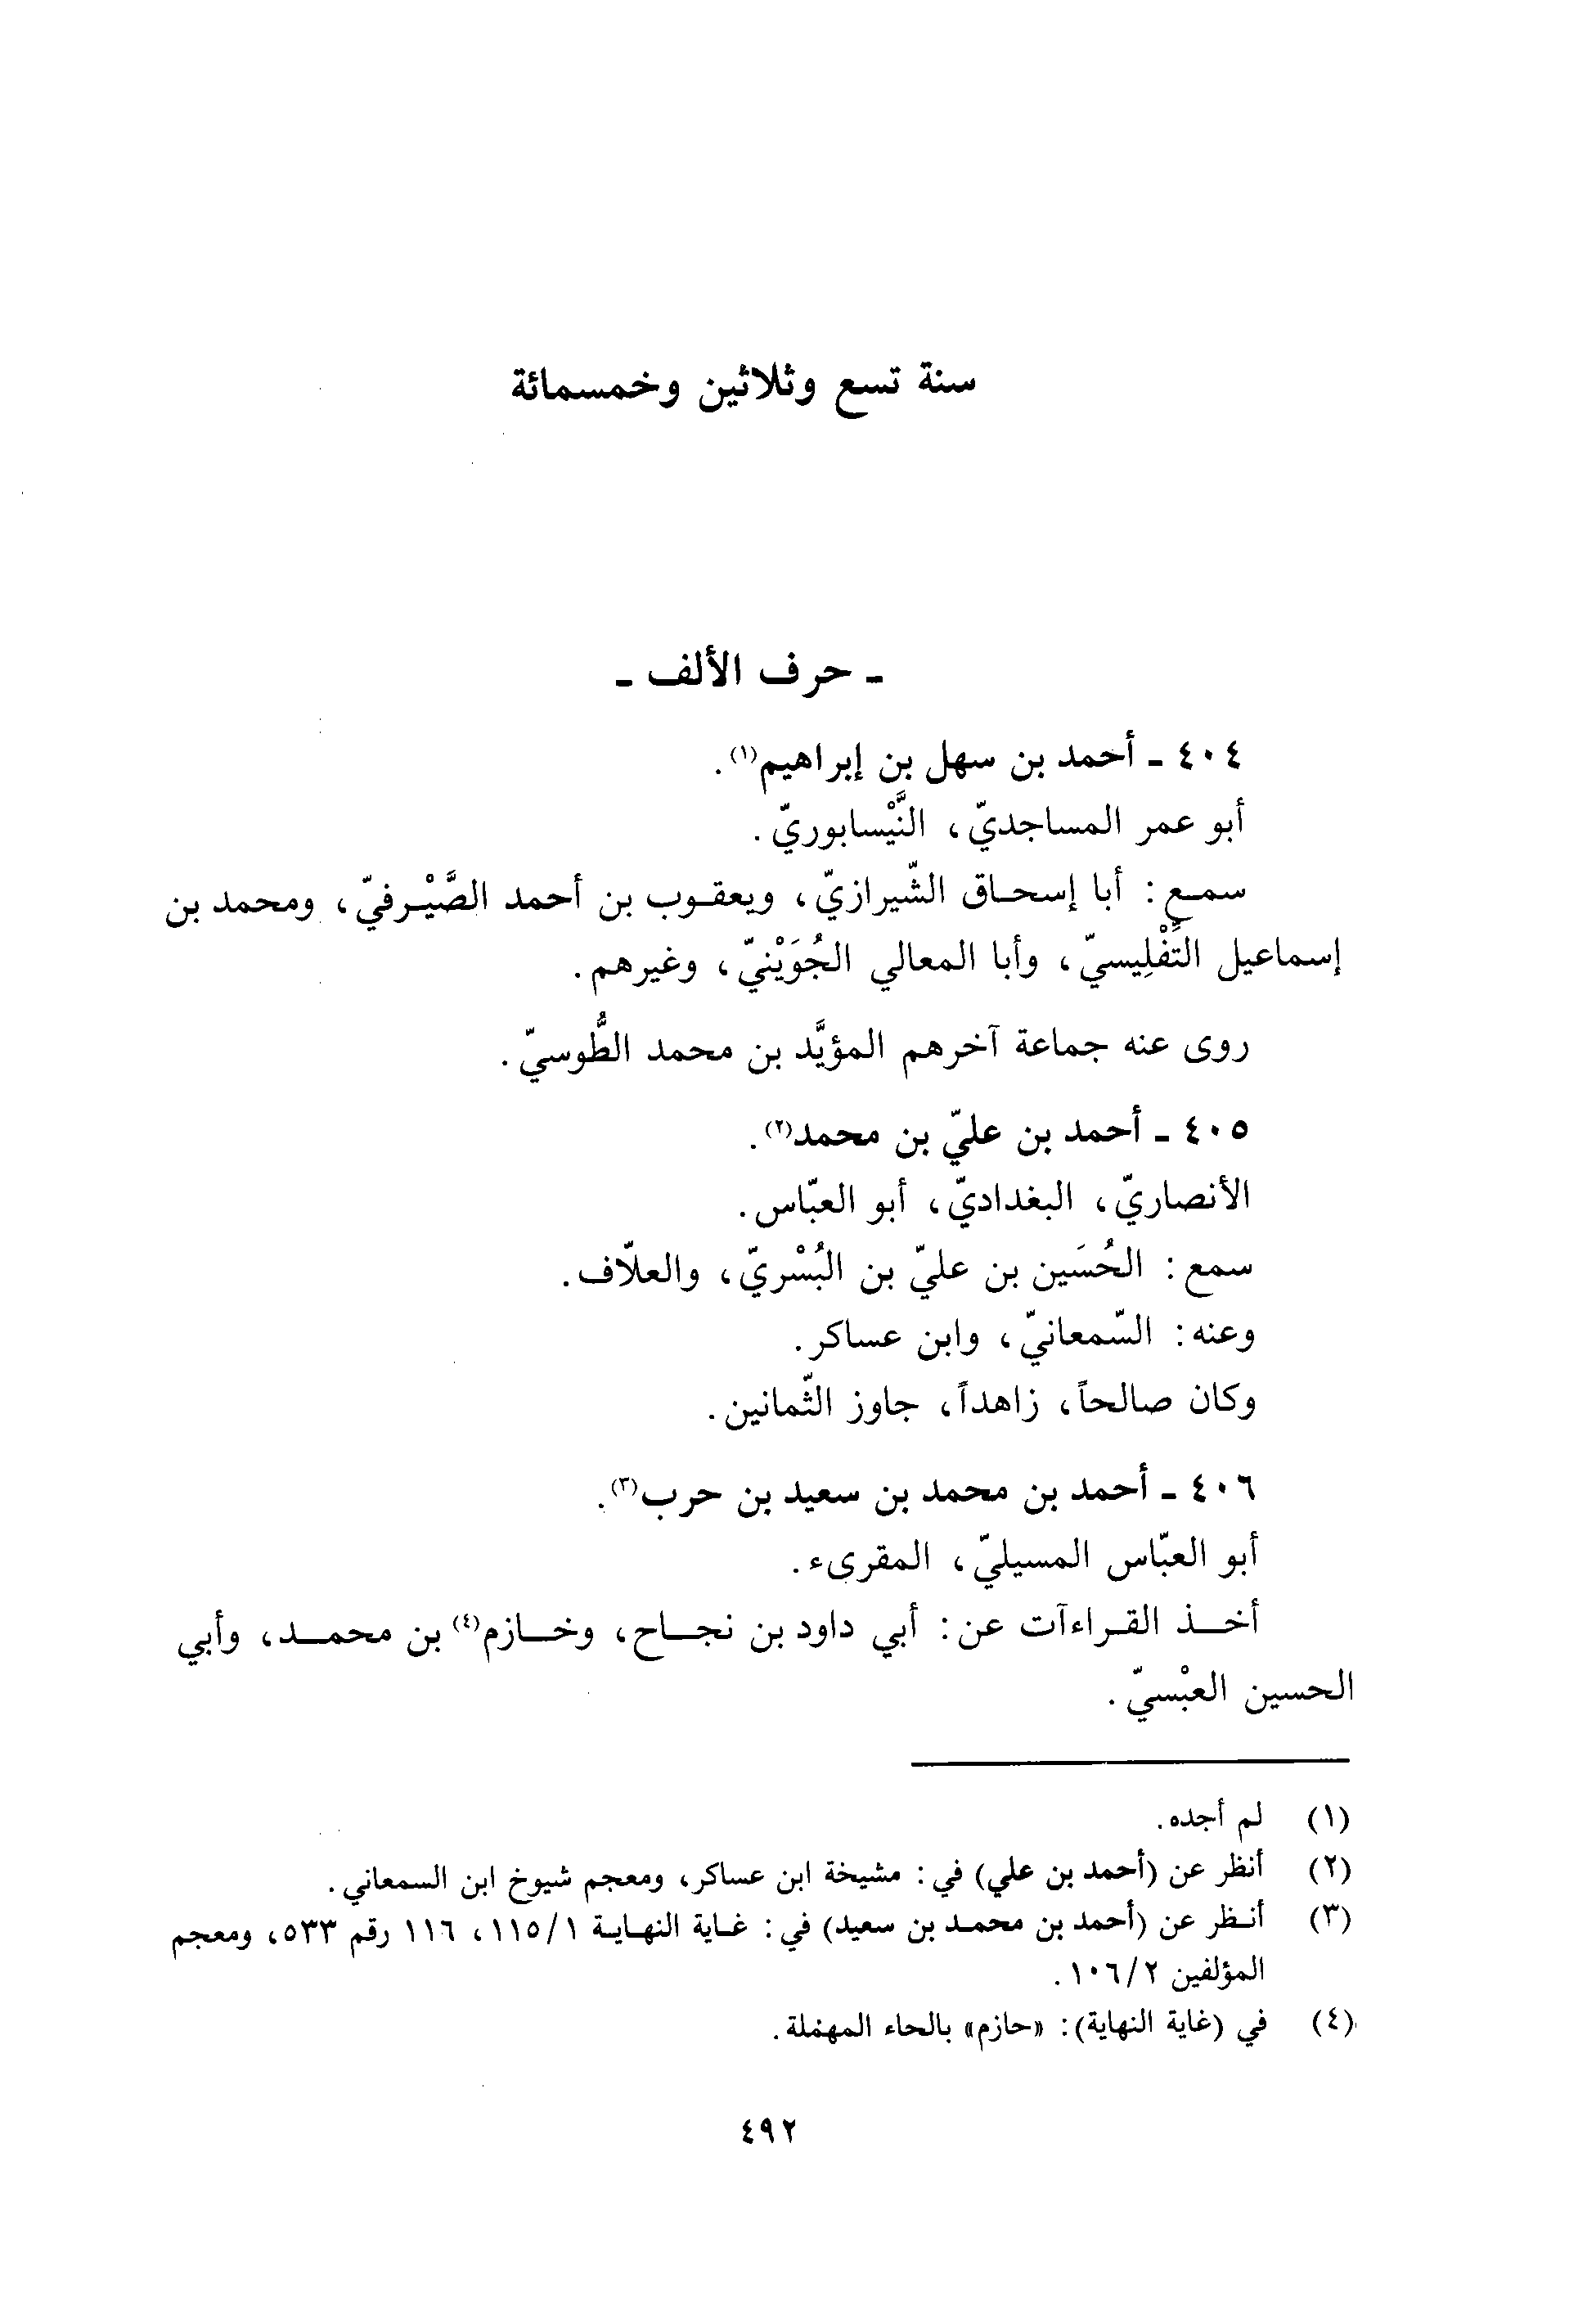 سنة تسع وثلاثين وخمسمائة
- حرف الألف -
٤٠٤ - أحمد بن سهل بن إبراهيم(١).
أبو عمر المساجديّ، النَّيْسابوريّ.
سمع: أبا إسحاق الشّيرازيّ، ويعقوب بن أحمد الصَّيْرفيّ، ومحمد بن
إسماعيل التَّفْلِيسيّ، وأبا المعالي الجُوَيْنيّ، وغيرهم.
روى عنه جماعة آخرهم المؤيَّد بن محمد الطُّوسيّ.
٤٠٥ - أحمد بن عليّ بن محمد(٢).
الأنصاريّ، البغداديّ، أبو العبّاس.
سمع: الحُسَين بن عليّ بن البُسْريّ، والعلّاف.
وعنه: السّمعانيّ، وابن عساكر.
وكان صالحاً، زاهداً، جاوز الثّمانين.
٤٠٦ - أحمد بن محمد بن سعيد بن حرب(٣).
أبو العبّاس المسيليّ، المقرىء.
أخذ القراءآت عن: أبي داود بن نجاح، وخازم(٤) بن محمد، وأبي
الحسين العبْسيّ.
(١) لم أجده.
(٢) أنظر عن (أحمد بن علي) في: مشيخة ابن عساكر، ومعجم شيوخ ابن السمعاني.
(٣) أنظر عن (أحمد بن محمد بن سعيد) في: غاية النهاية ١/١١٥، ١١٦ رقم ٥٣٣، ومعجم
المؤلفين ٢/١٠٦.
(٤) في (غاية النهاية): «حازم» بالحاء المهملة.
٤٩٢